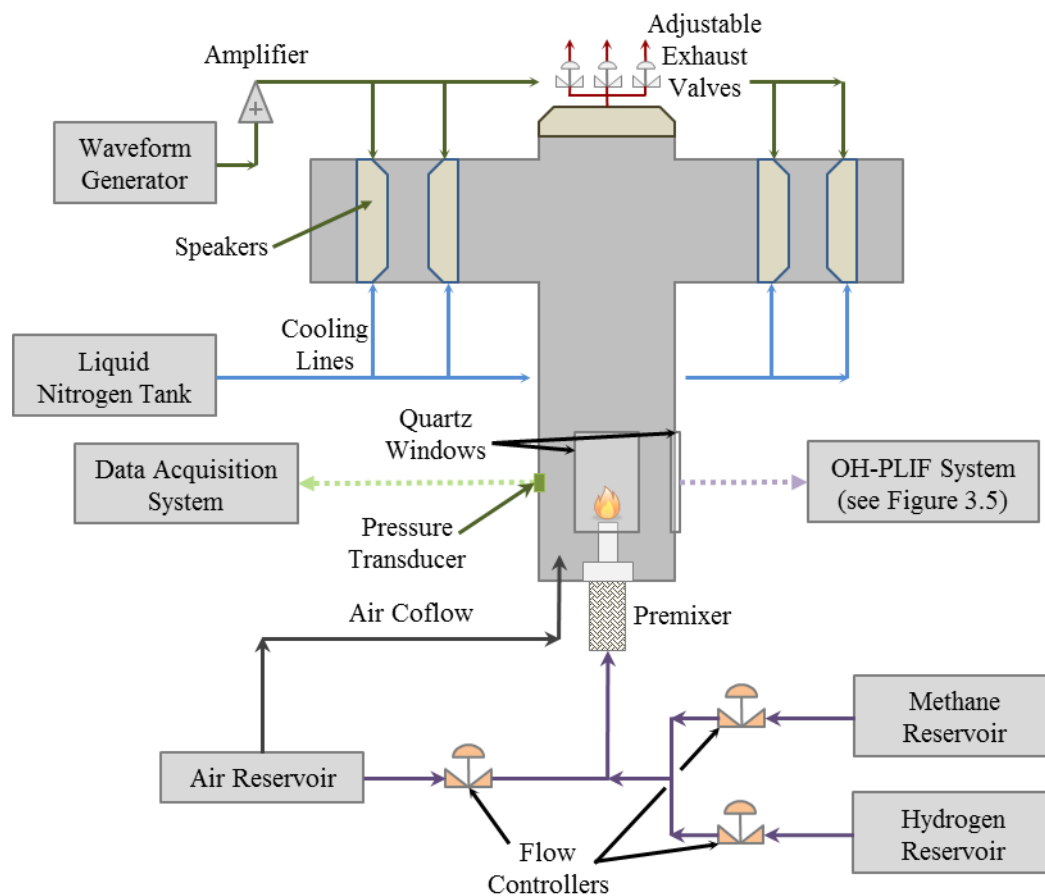 Amplifier
Adjustable
Exhaust
Valves
+
Waveform
Generator
Speakers
Cooling
Lines
Liquid
Nitrogen Tank
Quartz
Windows
Data Acquisition
System
OH-PLIF System
(see Figure 3.5)
Pressure
Transducer
Air Coflow
Premixer
Methane
Reservoir
Air Reservoir
Hydrogen
Reservoir
Flow
Controllers